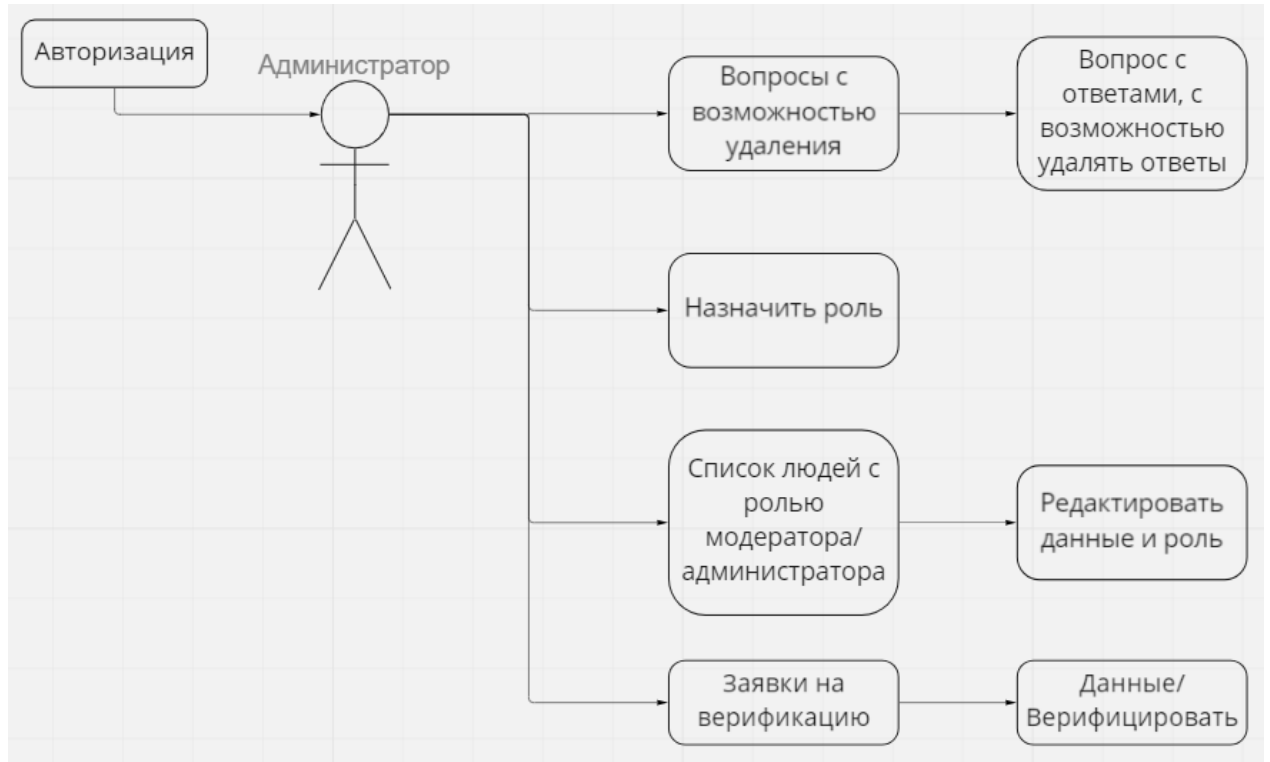 Авторизация
Администратор
Вопросы с
возможностью
удаления
Вопрос с
ответами, с
возможностью
удалять ответы
Назначить роль
Список людей с
ролью
модератора/
администратора
Редактировать
данные и роль
Заявки на
верификацию
Данные/
Верифицировать